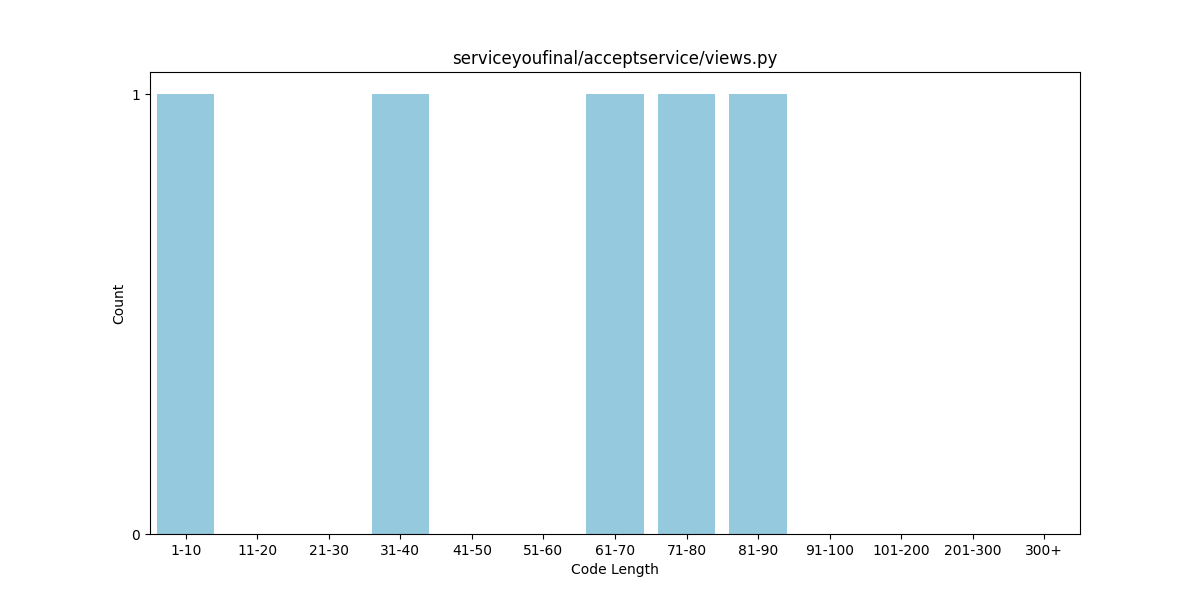 serviceyoufinal/acceptservice/views.py
1
Count
0
1-10 11-20 21-30 31-40 41-50 51-60 61-70 71-80 81-90 91-100 101-200 201-300 300+
Code Length